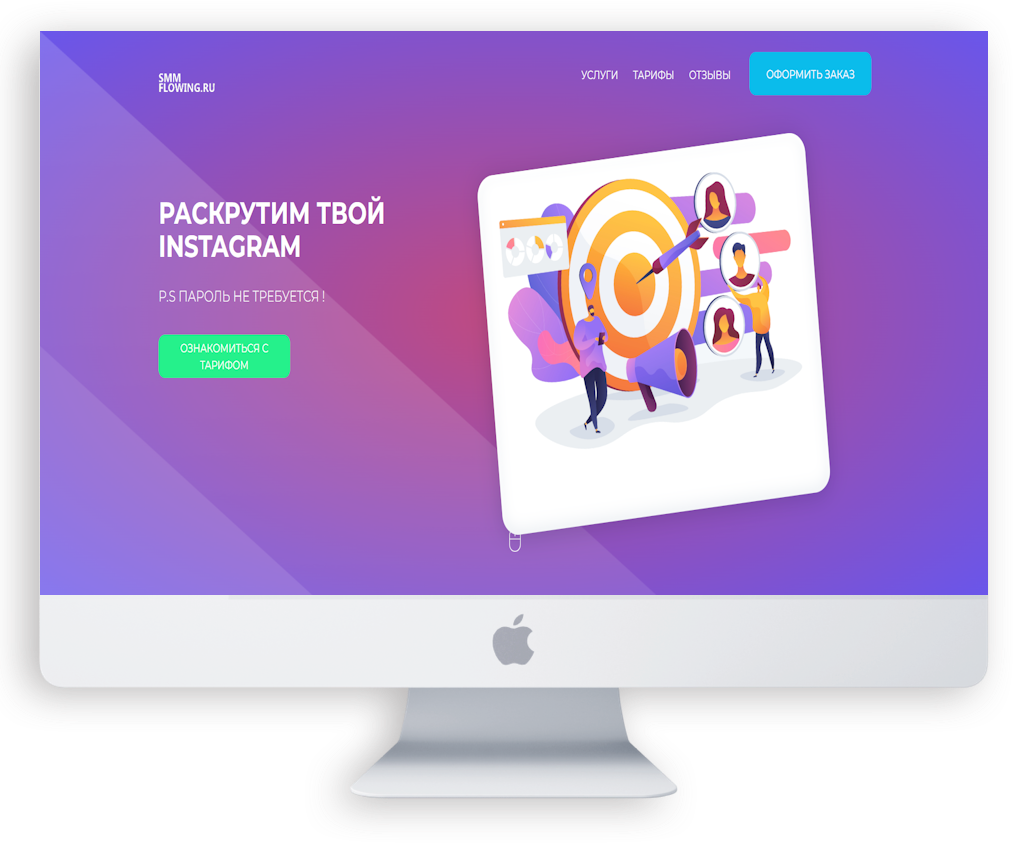 SMM
FLOWING.RU
УСЛУГИ ТАРИФЫ ОТЗЫВЫ ОФОРМИТЬ ЗАКАЗ
РАСКРУТИМ ТВОЙ
INSTAGRAM
P.S ПАРОЛЬ НЕ ТРЕБУЕТСЯ !
ОЗНАКОМИТЬСЯ С
ТАРИФОМ